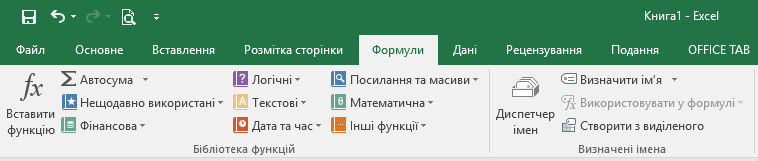 Книга1 - Excel
Файл Основне Вставлення Розмітка сторінки Формули Дані Рецензування Подання OFFICE TAB
fx Вставити функцію
Σ Автосума
Нещодавно використані
Фінансова
Логічні
A Текстові
Дата та час
Посилання та масиви
θ Математична
Інші функції
Бібліотека функцій
Диспетчер імен
Визначити ім'я
fx Використовувати у формулі
Створити з виділеного
Визначені імена